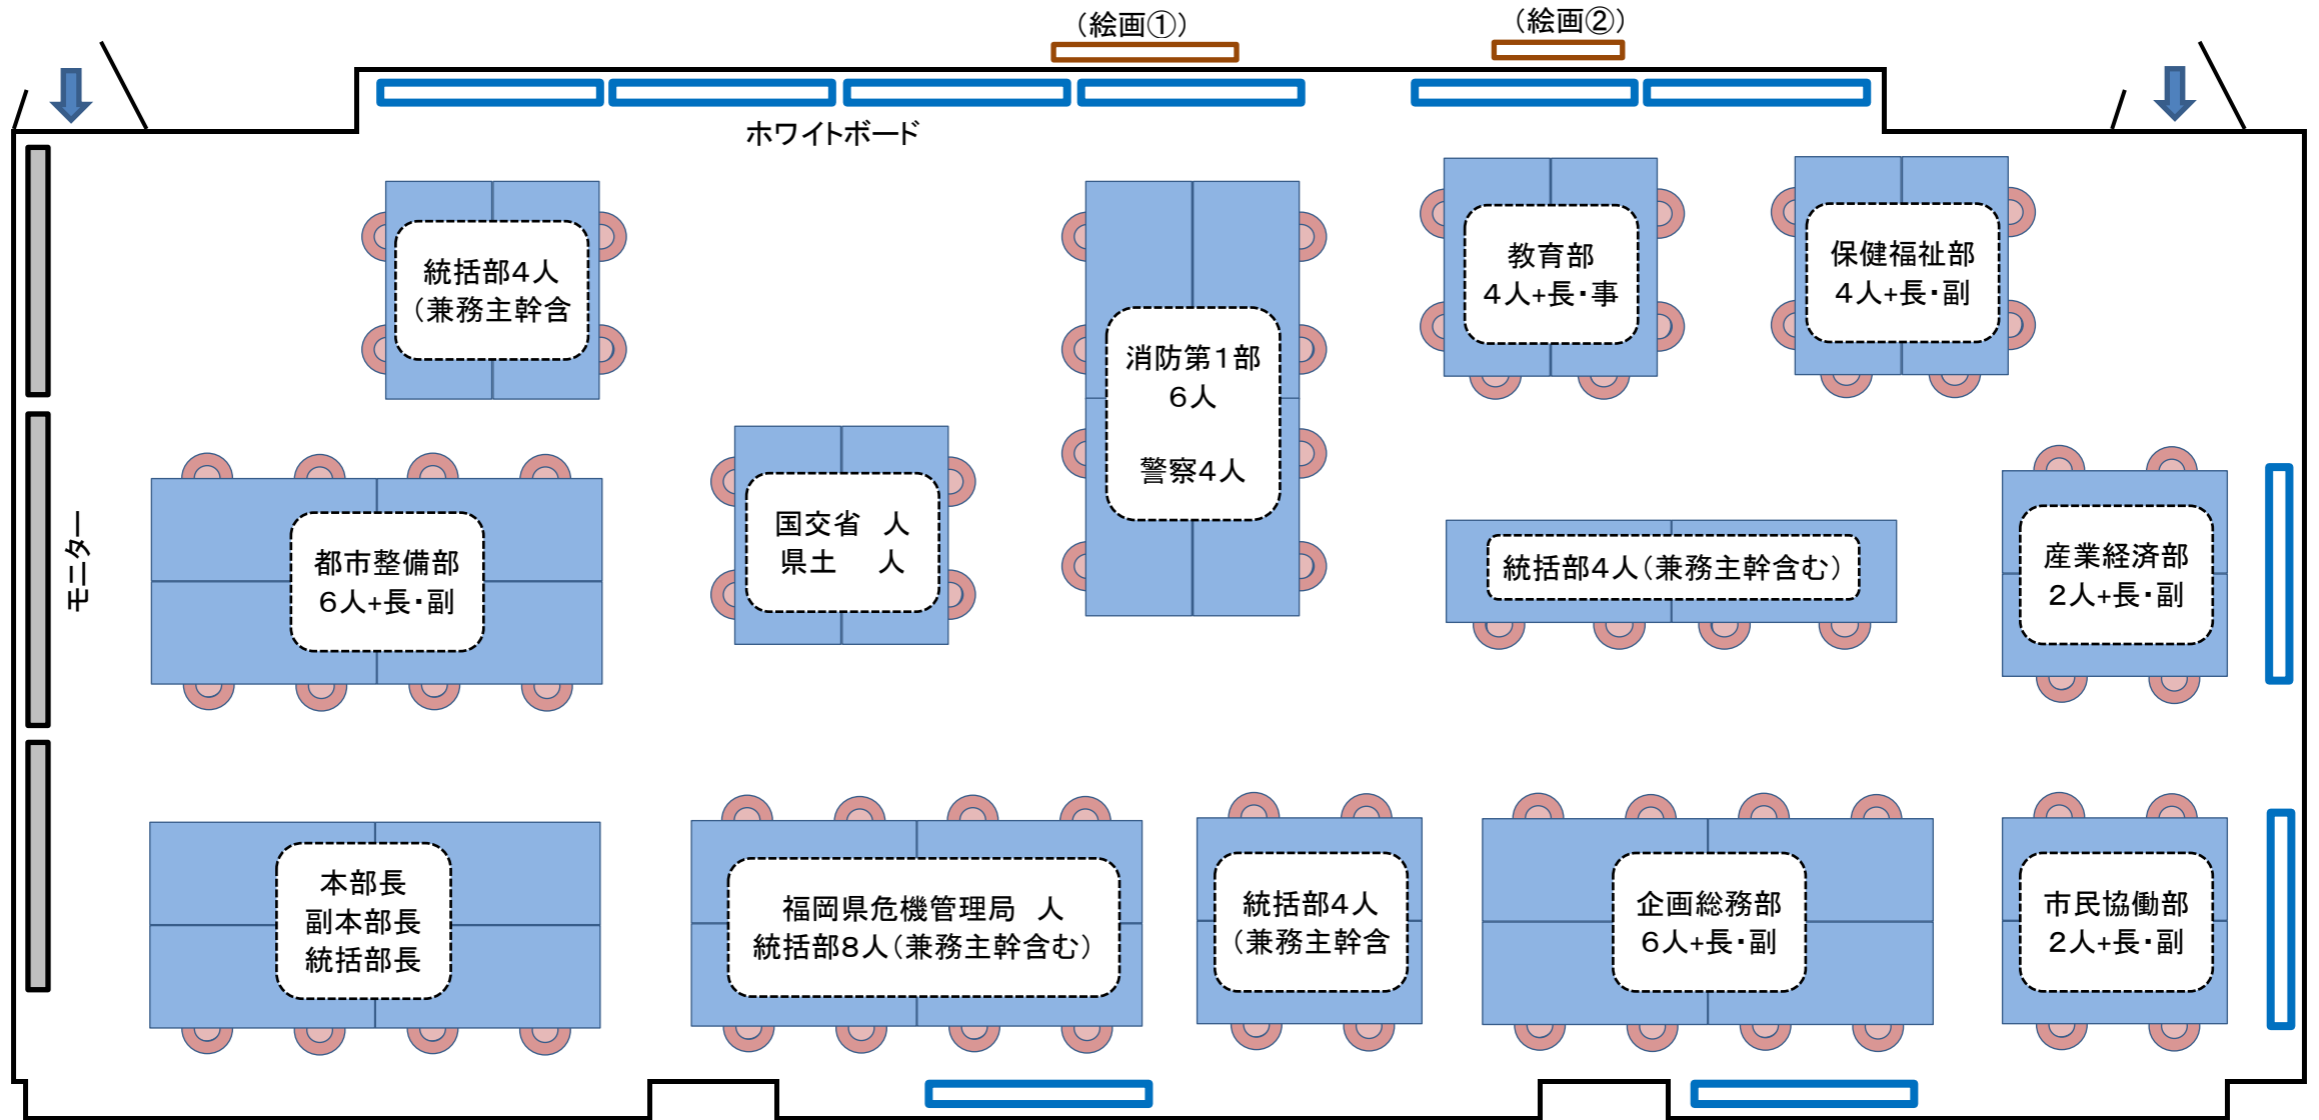 （絵画①）
（絵画②）
ホワイトボード
モニター
統括部４人
（兼務主幹含
消防第１部
６人
警察４人
教育部
４人+長・事
保健福祉部
４人+長・副
都市整備部
６人+長・副
国交省　人
県土　人
統括部４人（兼務主幹含む）
産業経済部
２人+長・副
本部長
副本部長
統括部長
福岡県危機管理局　人
統括部８人（兼務主幹含む）
統括部４人
（兼務主幹含
企画総務部
６人+長・副
市民協働部
２人+長・副